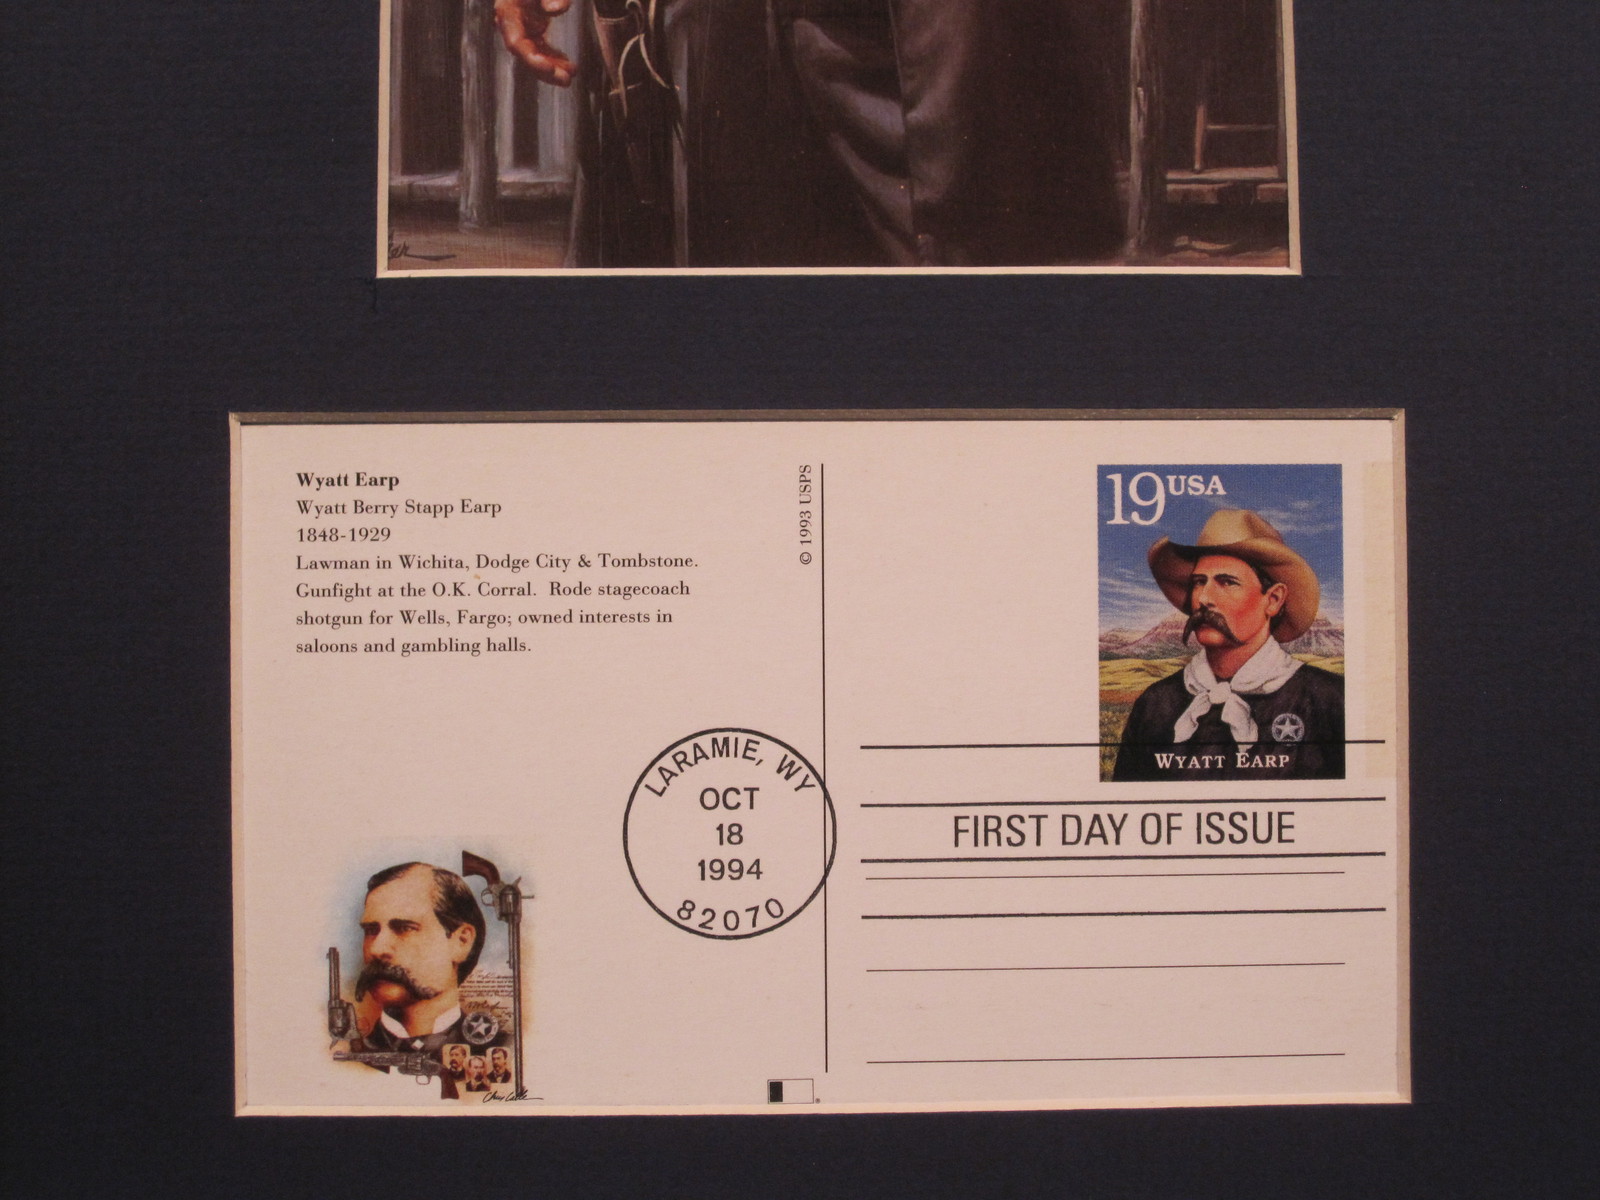 Wyatt Earp
Wyatt Berry Stapp Earp
1848-1929
Lawman in Wichita, Dodge City & Tombstone.
Gunfight at the O.K. Corral. Rode stagecoach
shotgun for Wells, Fargo; owned interests in
saloons and gambling halls.
© 1993 USPS
19 USA
WYATT EARP
LARAMIE, WY
OCT
18
1994
82070
FIRST DAY OF ISSUE